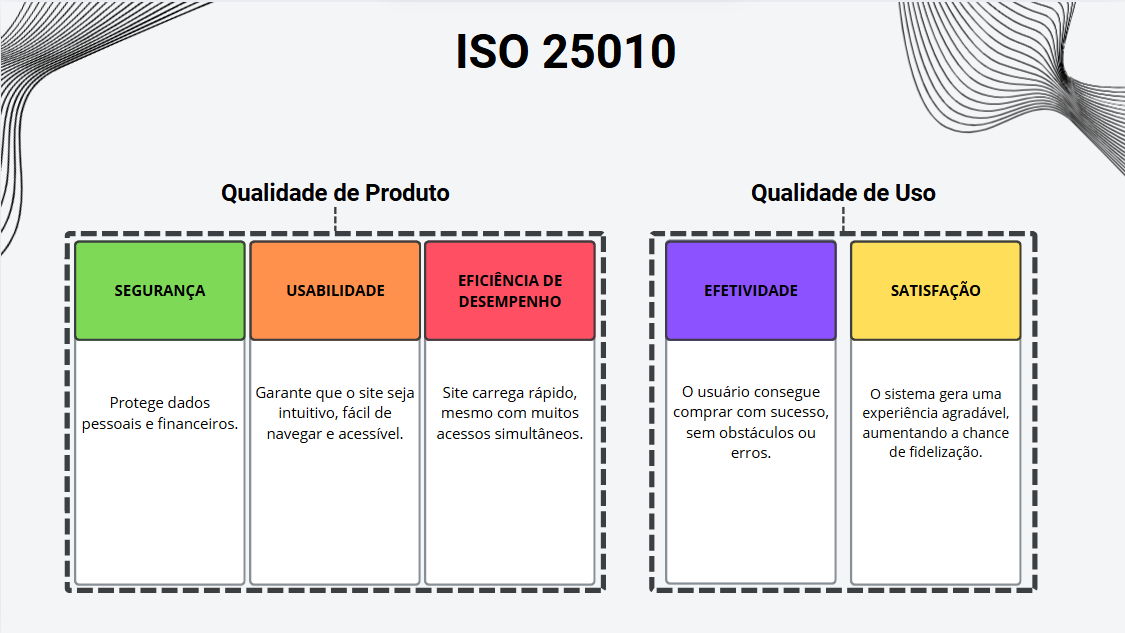 ISO 25010
Qualidade de Produto
SEGURANÇA
Protege dados
pessoais e financeiros.
USABILIDADE
Garante que o site seja
intuitivo, fácil de
navegar e acessível.
EFICIÊNCIA DE
DESEMPENHO
Site carrega rápido,
mesmo com muitos
acessos simultâneos.
Qualidade de Uso
EFETIVIDADE
O usuário consegue
comprar com sucesso,
sem obstáculos ou
erros.
SATISFAÇÃO
O sistema gera uma
experiência agradável,
aumentando a chance
de fidelização.